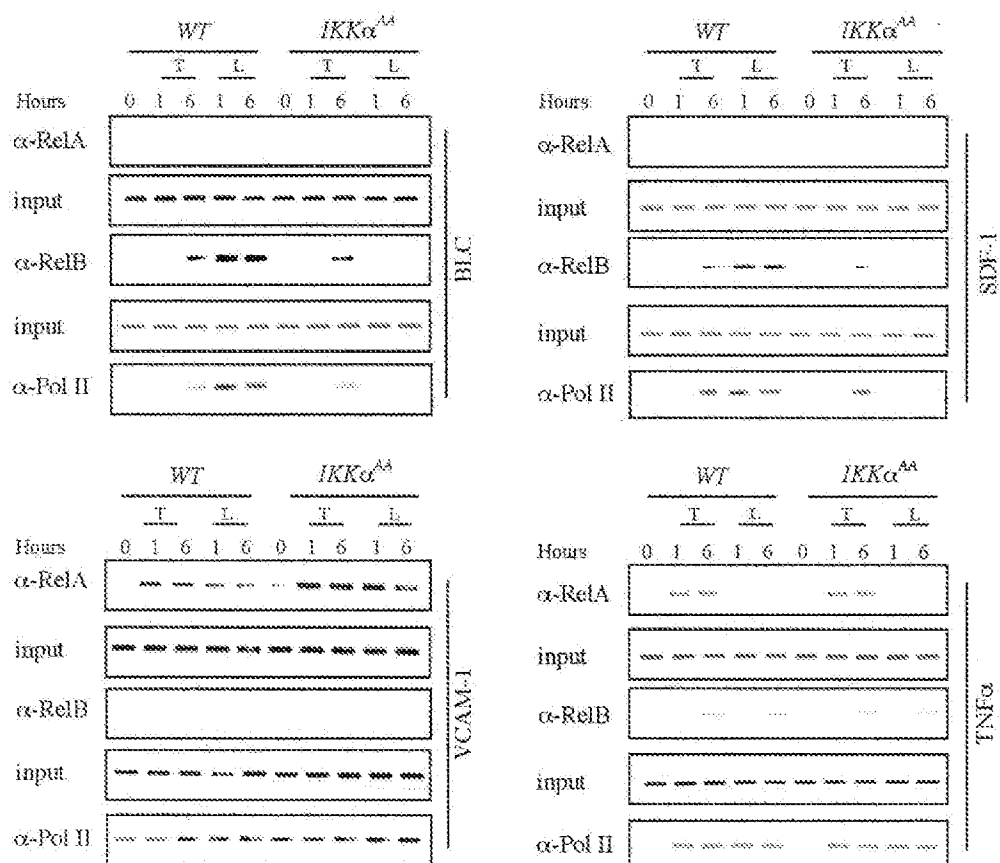 WT IKKα^AA
T L T L
Hours 0 1 6 1 6 0 1 6 1 6
α-RelA
input
α-RelB
input
α-Pol II
BLC
WT IKKα^AA
T L T L
Hours 0 1 6 1 6 0 1 6 1 6
α-RelA
input
α-RelB
input
α-Pol II
SDF-1
WT IKKα^AA
T L T L
Hours 0 1 6 1 6 0 1 6 1 6
α-RelA
input
α-RelB
input
α-Pol II
VCAM-1
WT IKKα^AA
T L T L
Hours 0 1 6 1 6 0 1 6 1 6
α-RelA
input
α-RelB
input
α-Pol II
TNFα